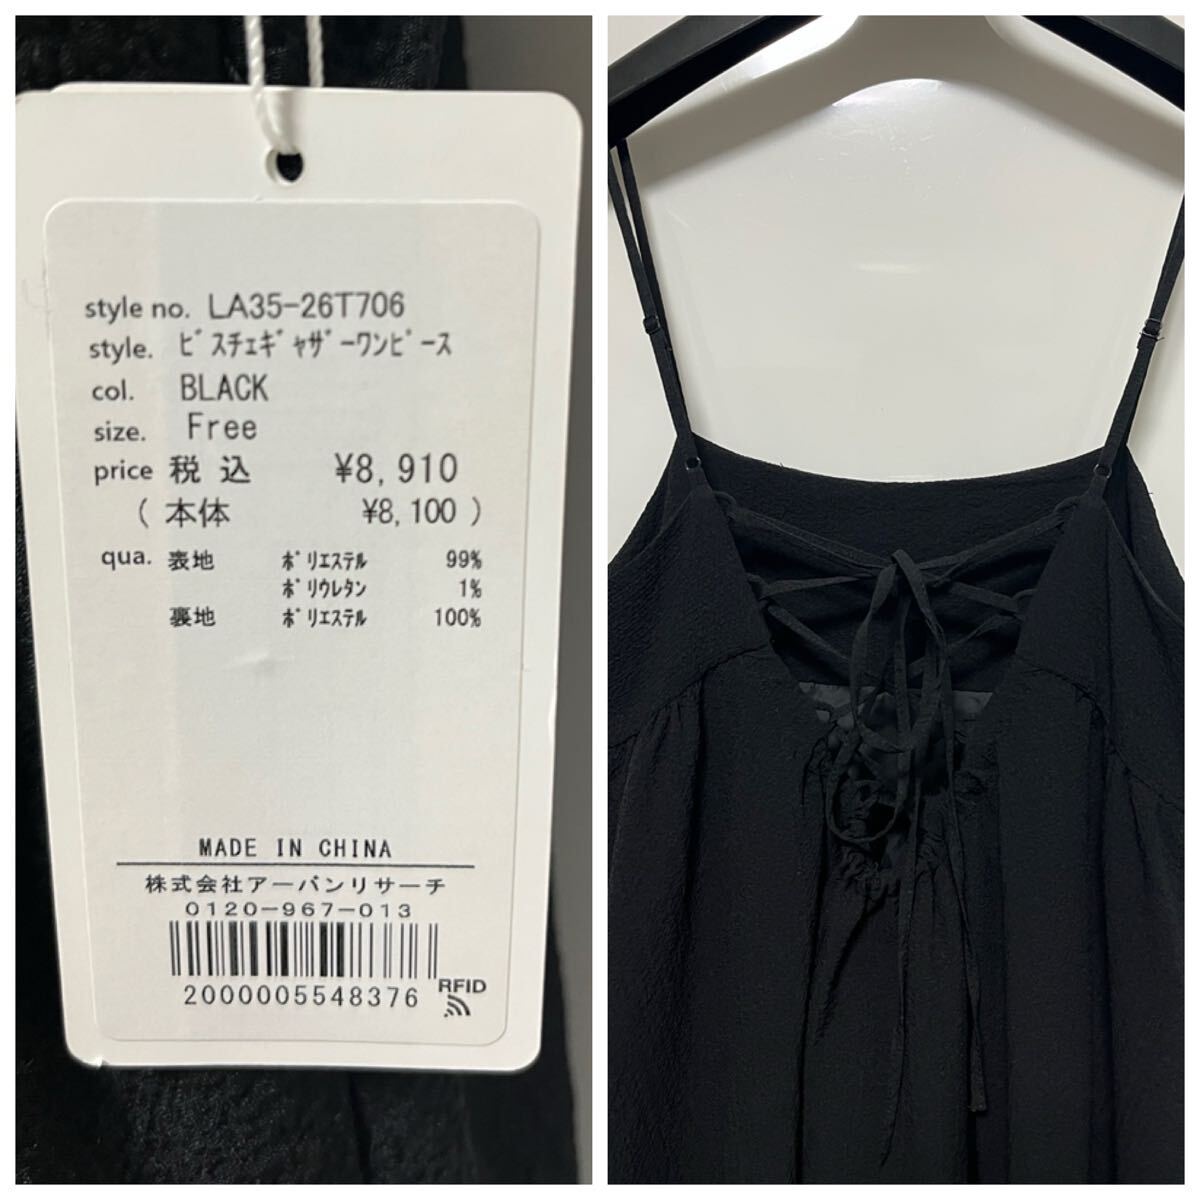 style no. LA35-26T706
style. ﾋﾞｽﾁｪｷﾞｬｻﾞｰﾜﾝﾋﾟｰｽ
col. BLACK
size. Free
price 税 込 ¥8,910
( 本体 ¥8,100 )
qua. 表地 ﾎﾟﾘｴｽﾃﾙ 99%
ﾎﾟﾘｳﾚﾀﾝ 1%
裏地 ﾎﾟﾘｴｽﾃﾙ 100%
MADE IN CHINA
株式会社アーバンリサーチ
0120-967-013
2000005548376
RFID